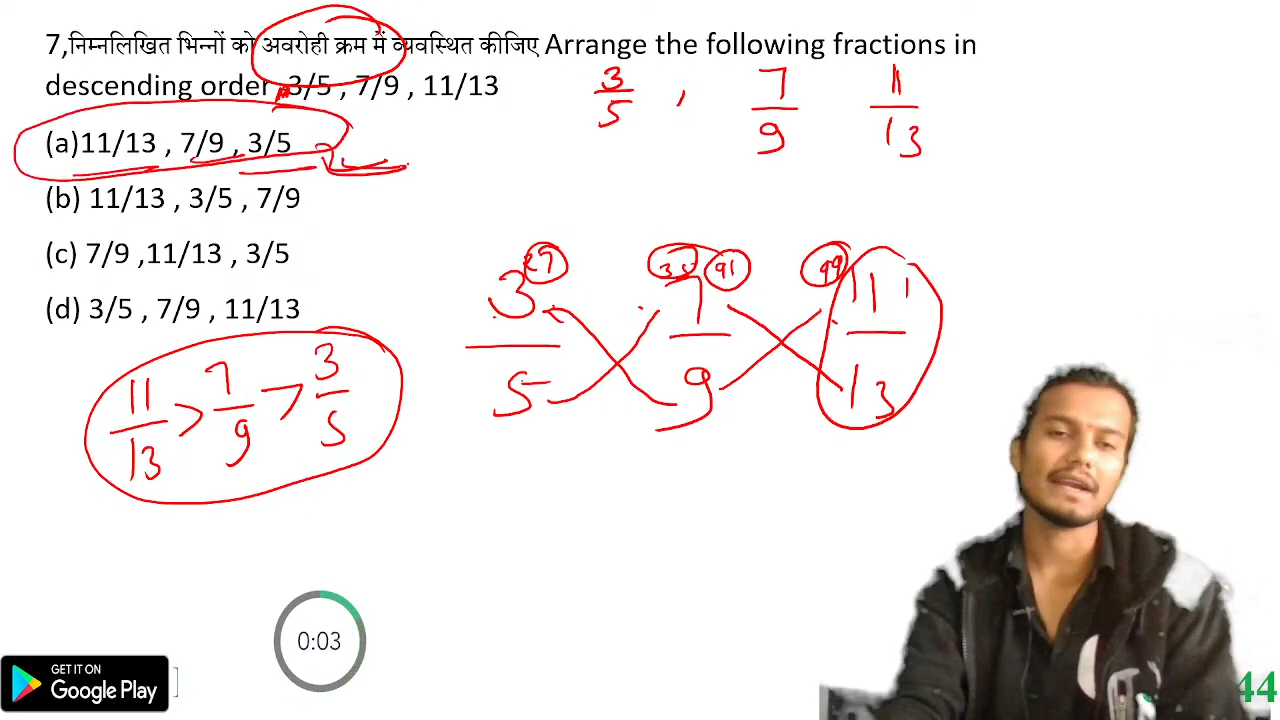 7,निम्नलिखित भिन्नों को अवरोही क्रम में व्यवस्थित कीजिए Arrange the following fractions in
descending order 3/5 , 7/9 , 11/13
3/5 , 7/9 11/13
(a)11/13 , 7/9 , 3/5
(b) 11/13 , 3/5 , 7/9
(c) 7/9 ,11/13 , 3/5
(d) 3/5 , 7/9 , 11/13
27 35 91 99
3/5 7/9 11/13
11/13 > 7/9 > 3/5
0:03
GET IT ON
Google Play
44